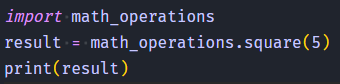 import math_operations
result = math_operations.square(5)
print(result)